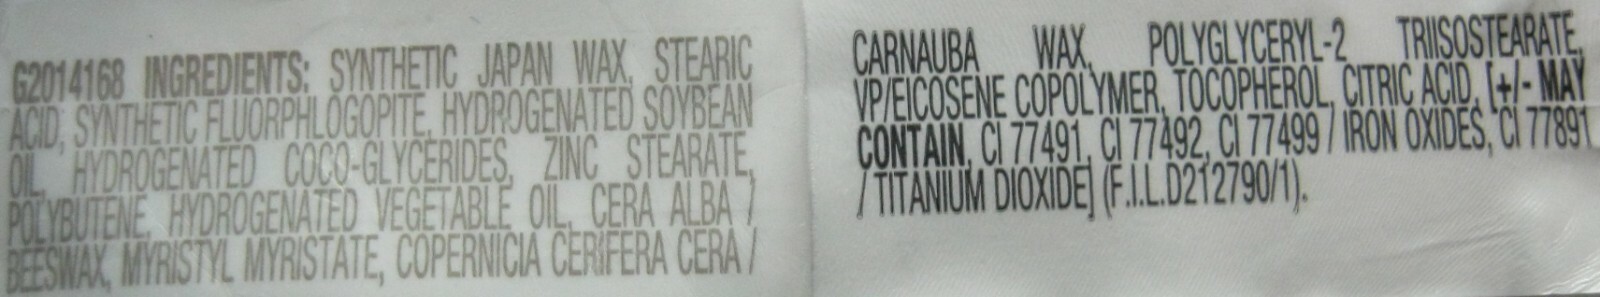 G2014168 INGREDIENTS: SYNTHETIC JAPAN WAX, STEARIC
ACID, SYNTHETIC FLUORPHLOGOPITE, HYDROGENATED SOYBEAN
OIL, HYDROGENATED COCO-GLYCERIDES, ZINC STEARATE,
POLYBUTENE, HYDROGENATED VEGETABLE OIL, CERA ALBA /
BEESWAX, MYRISTYL MYRISTATE, COPERNICIA CERIFERA CERA /
CARNAUBA WAX, POLYGLYCERYL-2 TRIISOSTEARATE,
VP/EICOSENE COPOLYMER, TOCOPHEROL, CITRIC ACID, [+/- MAY
CONTAIN, CI 77491, CI 77492, CI 77499 / IRON OXIDES, CI 77891
/ TITANIUM DIOXIDE] (F.I.L.D212790/1).